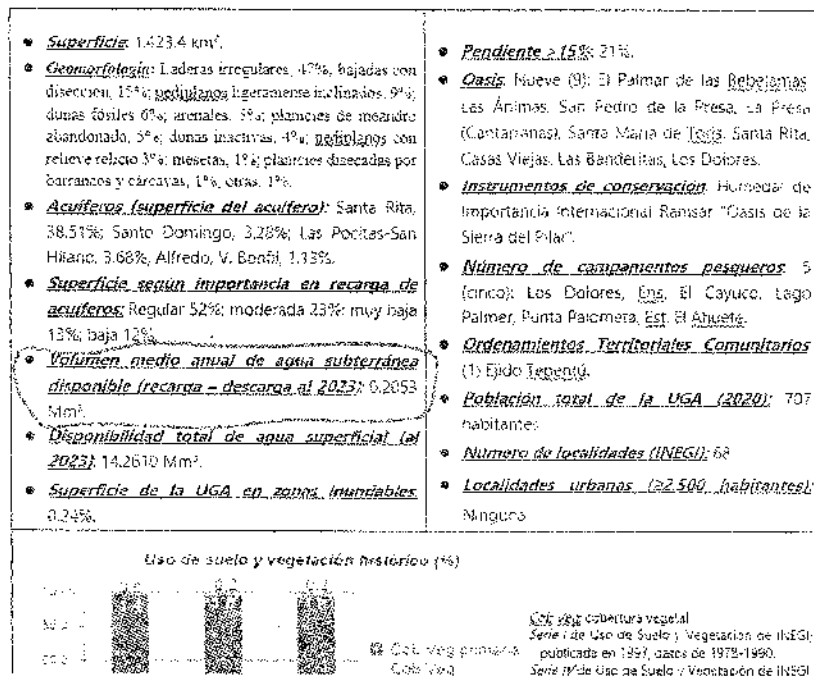 Superficie: 1,423.4 km².
Geomorfología: Laderas irregulares, 47%, bajadas con
disección, 15%; pediplanos ligeramente inclinados, 9%;
dunas fósiles 6%; arenales, 5%; planicies de meandro
abandonado, 5%; dunas inactivas, 4%; pediplanos con
relieve relicto 3%; mesetas, 1%; planicies disecadas por
barrancos y cárcavas, 1%, otras, 1%.
Acuíferos (superficie del acuífero): Santa Rita,
38.51%; Santo Domingo, 3.28%; Las Pocitas-San
Hilario, 3.68%, Alfredo, V. Bonfil, 1.13%.
Superficie según importancia en recarga de
acuíferos: Regular 52%; moderada 23%; muy baja
13%; baja 12%.
Volumen medio anual de agua subterránea
disponible (recarga – descarga al 2023): 0.2053
Mm³.
Disponibilidad total de agua superficial (al
2023): 14.2610 Mm³.
Superficie de la UGA en zonas inundables:
0.24%.
Pendiente >15%: 21%.
Oasis: Nueve (9): El Palmar de las Rebelamas,
Las Ánimas, San Pedro de la Presa, La Presa
(Cantarranas), Santa María de Toris, Santa Rita,
Casas Viejas, Las Banderitas, Los Dolores.
Instrumentos de conservación: Humedal de
Importancia Internacional Ramsar "Oasis de la
Sierra del Pilar".
Número de campamentos pesqueros: 5
(cinco): Los Dolores, Ens. El Cayuco, Lago
Palmer, Punta Palometa, Est. El Ahuete.
Ordenamientos Territoriales Comunitarios
(1) Ejido Tepentú.
Población total de la UGA (2020): 707
habitantes
Número de localidades (INEGI): 68
Localidades urbanas (≥2,500 habitantes):
Ninguna
Uso de suelo y vegetación histórico (%)
Cob. veg primaria
Cob Veg
Cob. veg: cobertura vegetal
Serie I de Uso de Suelo y Vegetación de INEGI,
publicada en 1997, datos de 1978-1990.
Serie IV de Uso de Suelo y Vegetación de INEGI